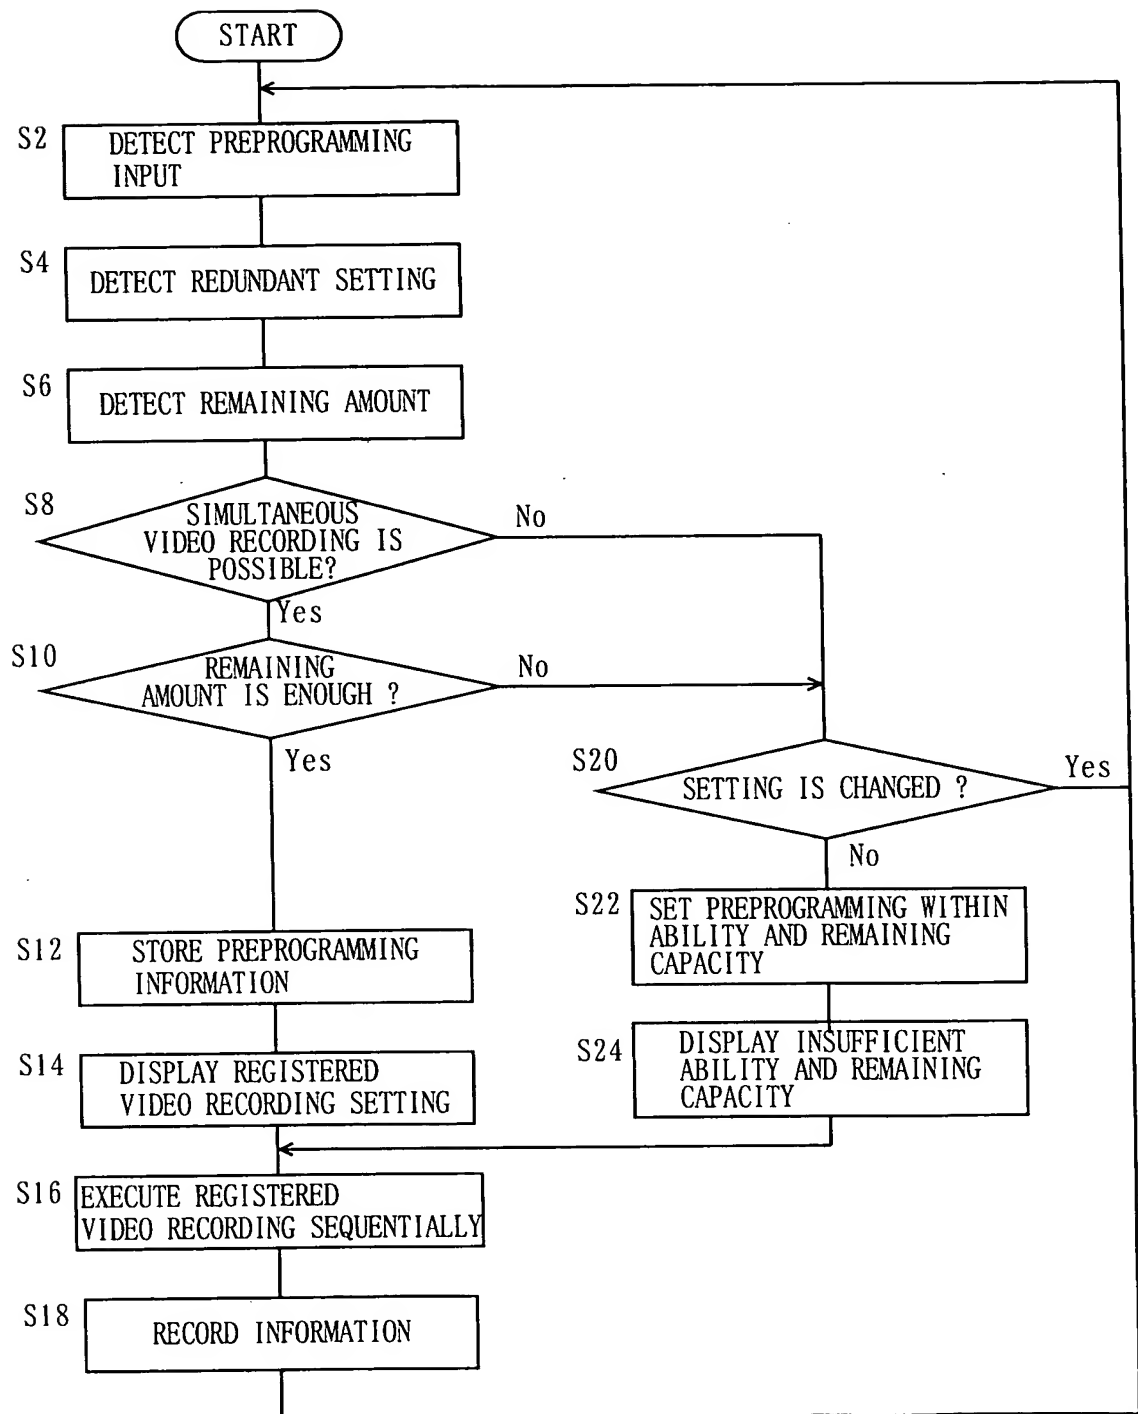 START
S2
DETECT PREPROGRAMMING
INPUT
S4
DETECT REDUNDANT SETTING
S6
DETECT REMAINING AMOUNT
S8
SIMULTANEOUS
VIDEO RECORDING IS
POSSIBLE?
No
Yes
S10
REMAINING
AMOUNT IS ENOUGH ?
No
Yes
S20
SETTING IS CHANGED ?
Yes
No
S22
SET PREPROGRAMMING WITHIN
ABILITY AND REMAINING
CAPACITY
S12
STORE PREPROGRAMMING
INFORMATION
S24
DISPLAY INSUFFICIENT
ABILITY AND REMAINING
CAPACITY
S14
DISPLAY REGISTERED
VIDEO RECORDING SETTING
S16
EXECUTE REGISTERED
VIDEO RECORDING SEQUENTIALLY
S18
RECORD INFORMATION